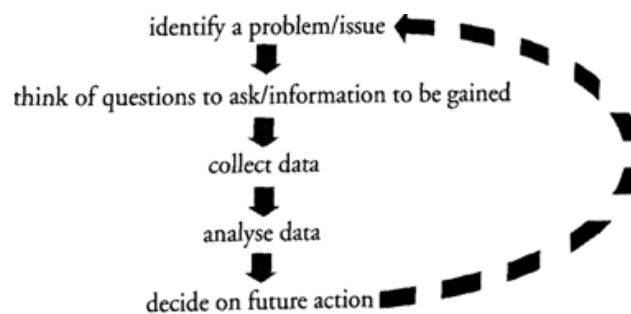 identify a problem/issue
think of questions to ask/information to be gained
collect data
analyse data
decide on future action